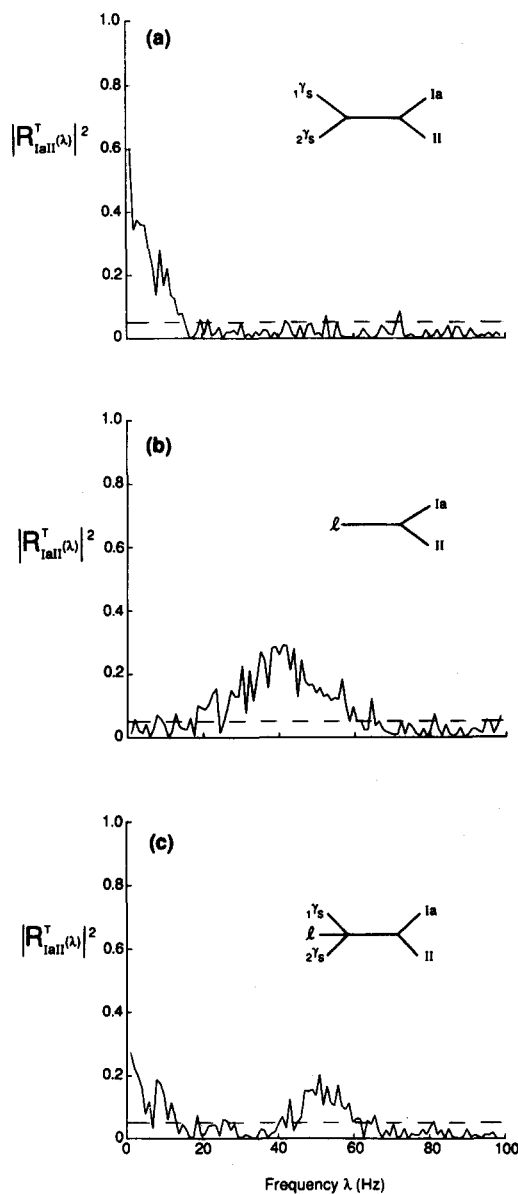 (a)
1.0
0.8
0.6
0.4
0.2
0
|R^T_IaII(λ)|^2
1γs
2γs
Ia
II
(b)
1.0
0.8
0.6
0.4
0.2
0
|R^T_IaII(λ)|^2
ℓ
Ia
II
(c)
1.0
0.8
0.6
0.4
0.2
0
|R^T_IaII(λ)|^2
1γs
ℓ
2γs
Ia
II
0 20 40 60 80 100
Frequency λ (Hz)